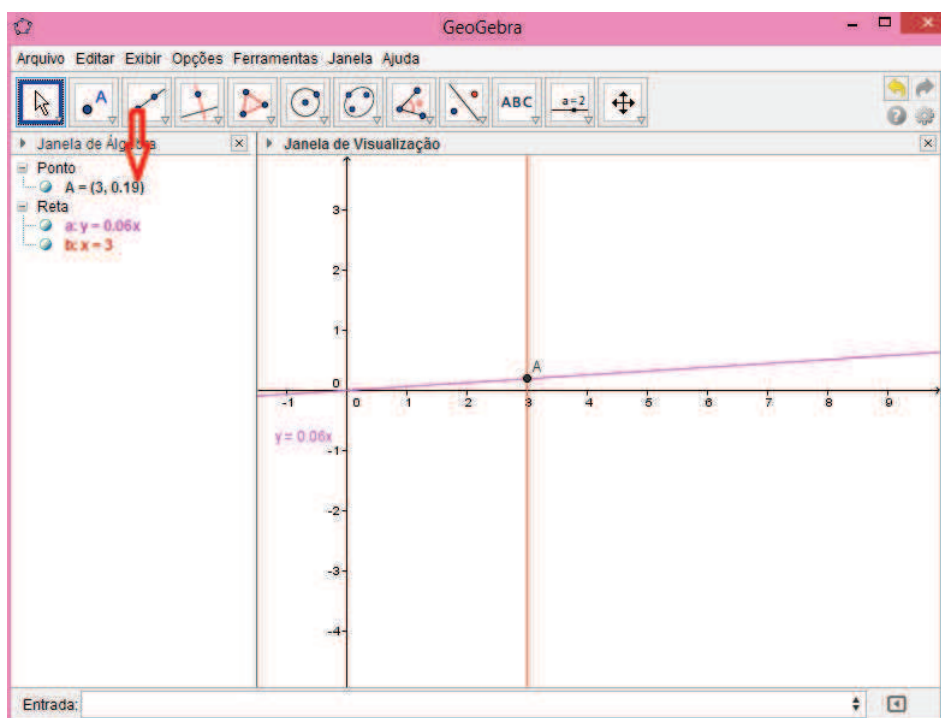 GeoGebra
Arquivo Editar Exibir Opções Ferramentas Janela Ajuda
A ABC a=2
Janela de Álgebra
Janela de Visualização
Ponto
A = (3, 0.19)
Reta
a: y = 0.06x
b: x = 3
3
2
1
0
A
-1 0 1 2 3 4 5 6 7 8 9
y = 0.06x
-1
-2
-3
-4
Entrada: